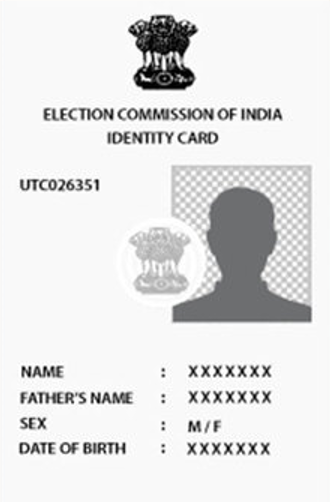 ELECTION COMMISSION OF INDIA
IDENTITY CARD
UTC026351
NAME : XXXXXXX
FATHER'S NAME : XXXXXXX
SEX : M / F
DATE OF BIRTH : XXXXXXX